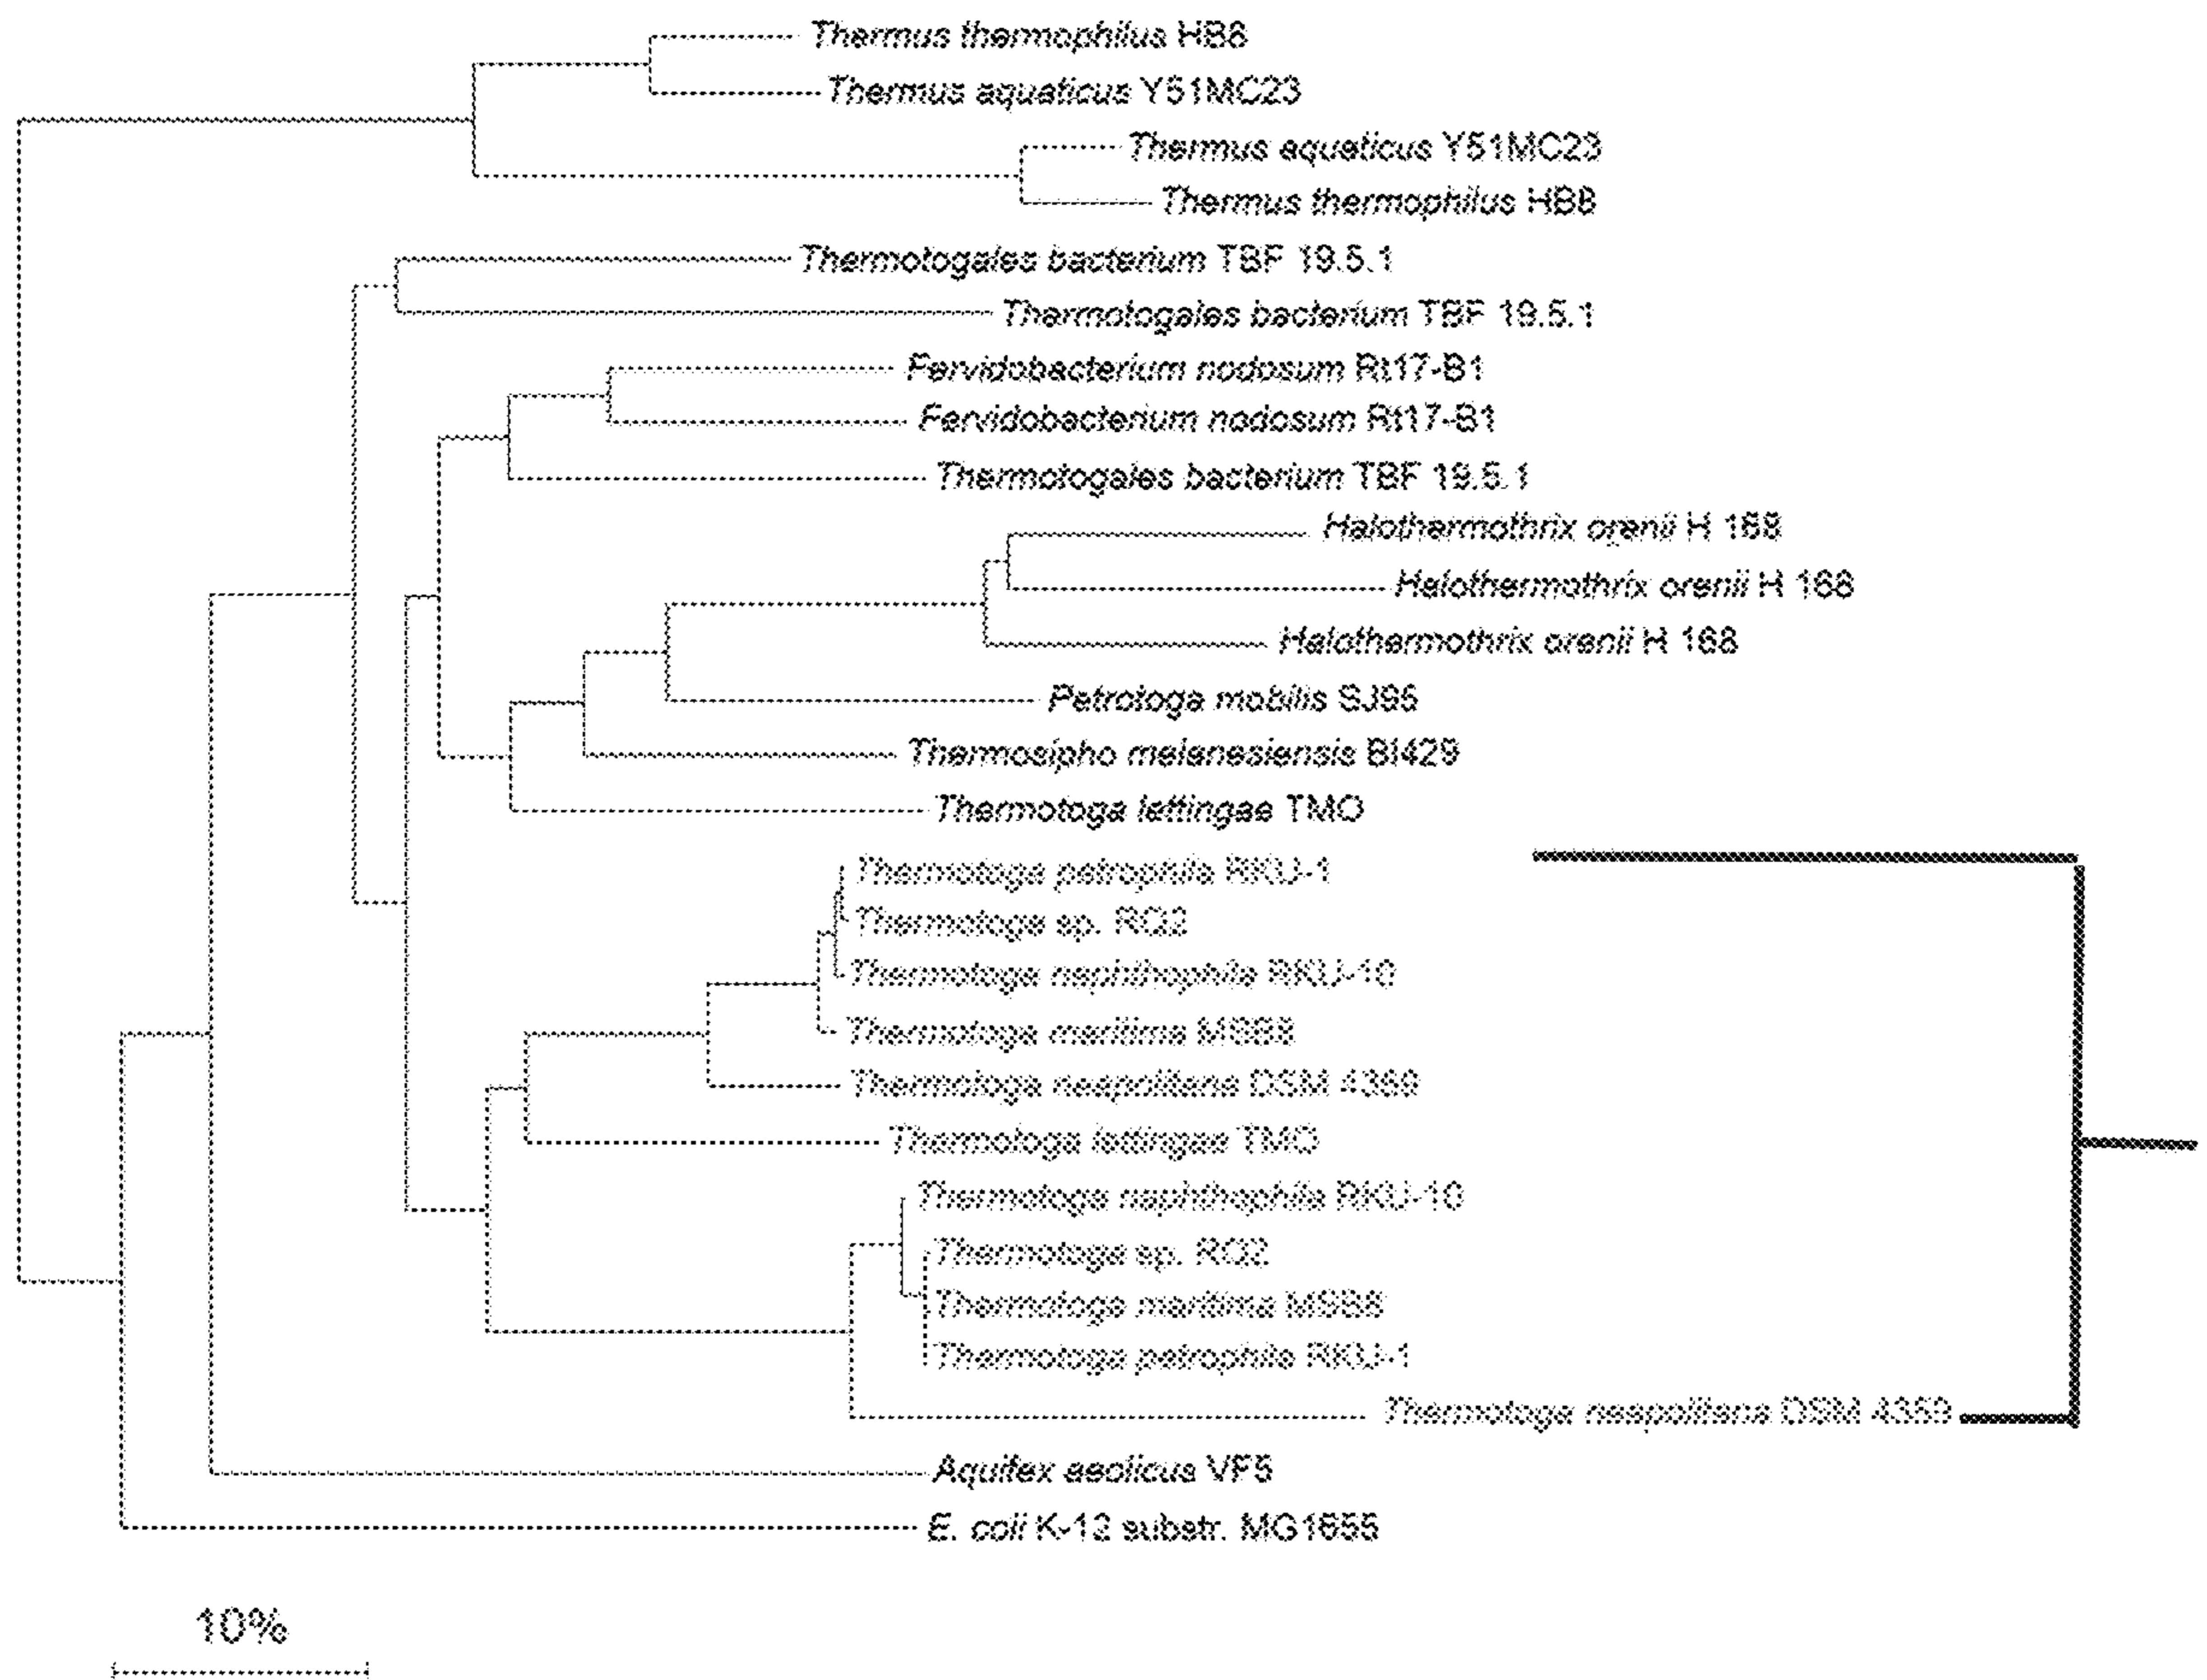 Thermus thermophilus HB8
Thermus aquaticus Y51MC23
Thermus aquaticus Y51MC23
Thermus thermophilus HB8
Thermotogales bacterium TBF 19.5.1
Thermotogales bacterium TBF 19.5.1
Fervidobacterium nodosum Rt17-B1
Fervidobacterium nodosum Rt17-B1
Thermotogales bacterium TBF 19.5.1
Halothermothrix orenii H 168
Halothermothrix orenii H 168
Halothermothrix orenii H 168
Petrotoga mobilis SJ95
Thermosipho melanesiensis BI429
Thermotoga lettingae TMO
Thermotoga petrophila RKU-1
Thermotoga sp. RQ2
Thermotoga naphthophila RKU-10
Thermotoga maritima MSB8
Thermotoga neapolitana DSM 4359
Thermotoga lettingae TMO
Thermotoga naphthophila RKU-10
Thermotoga sp. RQ2
Thermotoga maritima MSB8
Thermotoga petrophila RKU-1
Thermotoga neapolitana DSM 4359
Aquifex aeolicus VF5
E. coli K-12 substr. MG1655
10%